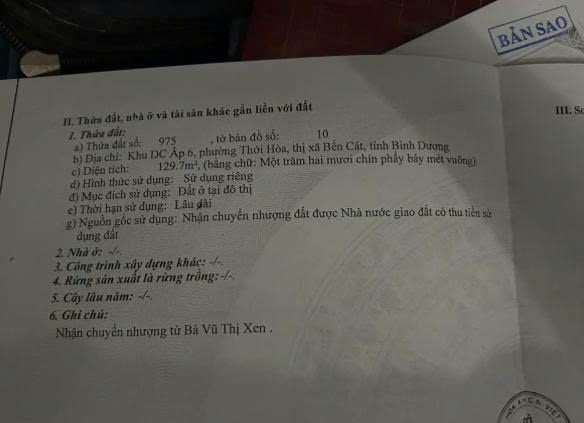 BẢN SAO
II. Thửa đất, nhà ở và tài sản khác gắn liền với đất
III. Sơ
1. Thửa đất:
a) Thửa đất số: 975 , tờ bản đồ số: 10
b) Địa chỉ: Khu DC Ấp 6, phường Thới Hòa, thị xã Bến Cát, tỉnh Bình Dương
c) Diện tích: 129.7m², (bằng chữ: Một trăm hai mươi chín phẩy bảy mét vuông)
d) Hình thức sử dụng: Sử dụng riêng
đ) Mục đích sử dụng: Đất ở tại đô thị
e) Thời hạn sử dụng: Lâu dài
g) Nguồn gốc sử dụng: Nhận chuyển nhượng đất được Nhà nước giao đất có thu tiền sử
dụng đất
2. Nhà ở: -/-.
3. Công trình xây dựng khác: -/-.
4. Rừng sản xuất là rừng trồng: -/-.
5. Cây lâu năm: -/-.
6. Ghi chú:
Nhận chuyển nhượng từ Bà Vũ Thị Xen .